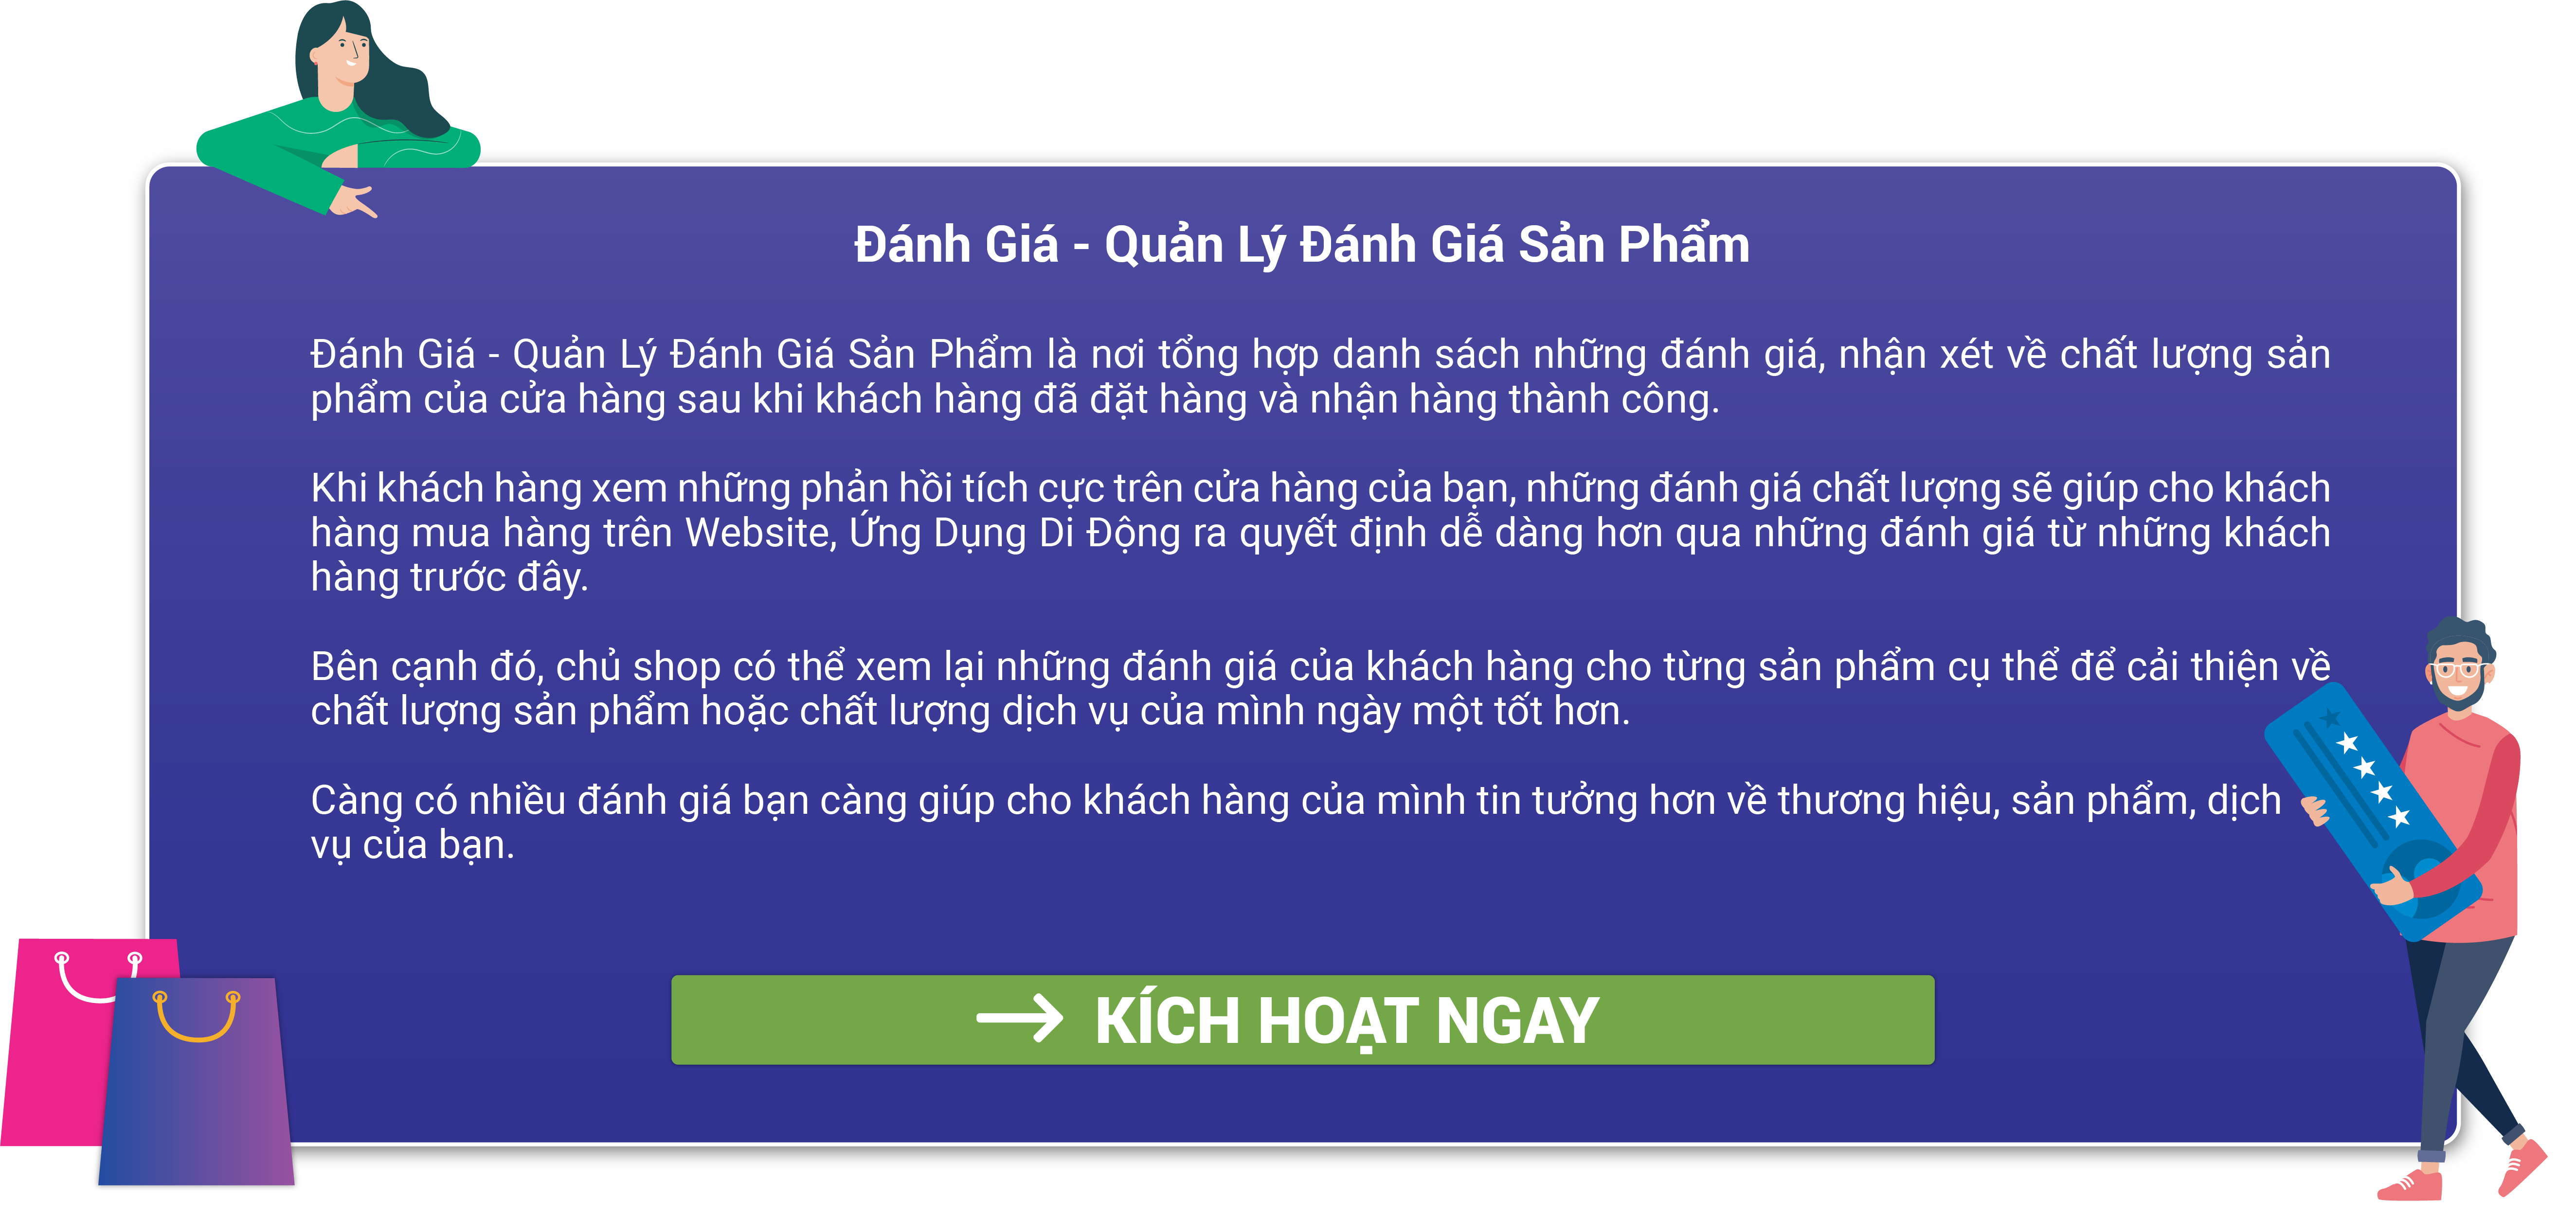 Đánh Giá - Quản Lý Đánh Giá Sản Phẩm
Đánh Giá - Quản Lý Đánh Giá Sản Phẩm là nơi tổng hợp danh sách những đánh giá, nhận xét về chất lượng sản
phẩm của cửa hàng sau khi khách hàng đã đặt hàng và nhận hàng thành công.
Khi khách hàng xem những phản hồi tích cực trên cửa hàng của bạn, những đánh giá chất lượng sẽ giúp cho khách
hàng mua hàng trên Website, Ứng Dụng Di Động ra quyết định dễ dàng hơn qua những đánh giá từ những khách
hàng trước đây.
Bên cạnh đó, chủ shop có thể xem lại những đánh giá của khách hàng cho từng sản phẩm cụ thể để cải thiện về
chất lượng sản phẩm hoặc chất lượng dịch vụ của mình ngày một tốt hơn.
Càng có nhiều đánh giá bạn càng giúp cho khách hàng của mình tin tưởng hơn về thương hiệu, sản phẩm, dịch
vụ của bạn.
KÍCH HOẠT NGAY